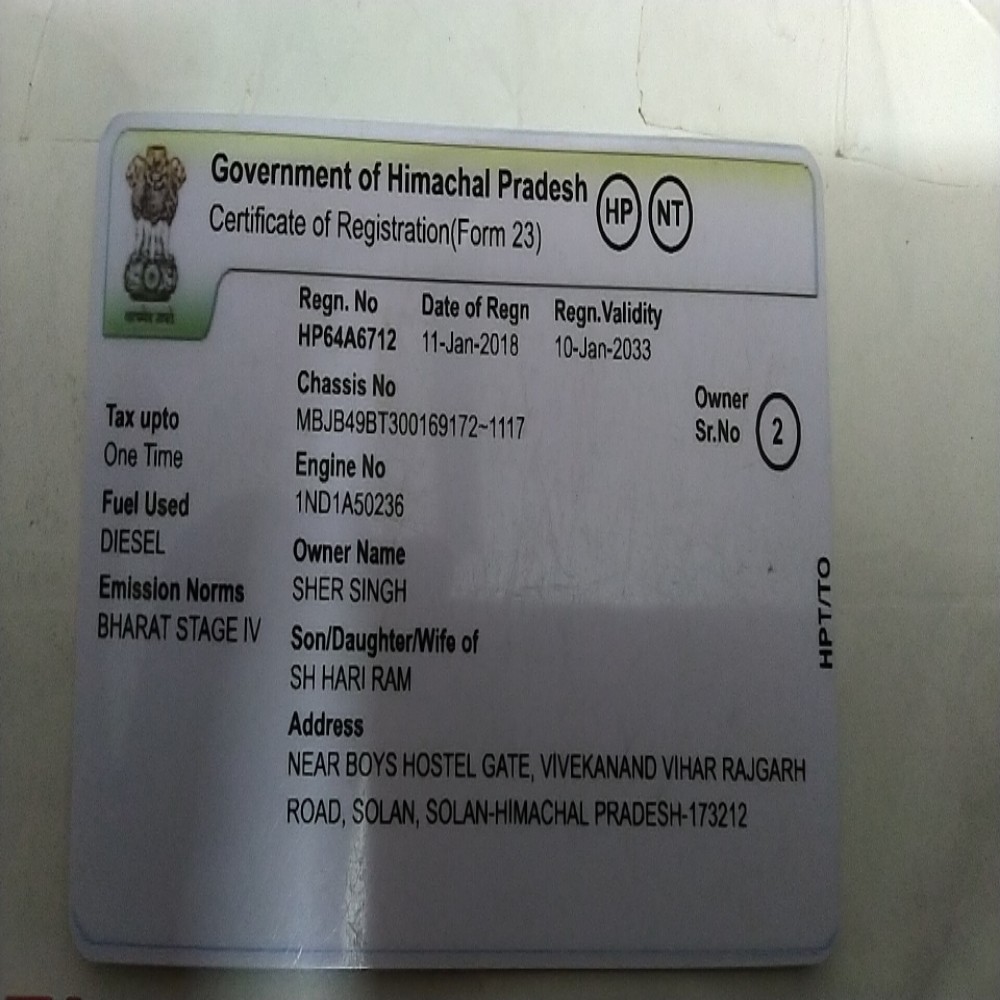 Government of Himachal Pradesh HP NT
Certificate of Registration(Form 23)
Regn. No Date of Regn Regn.Validity
HP64A6712 11-Jan-2018 10-Jan-2033
Chassis No
MBJB49BT300169172~1117
Owner
Sr.No 2
Tax upto
One Time
Engine No
1ND1A50236
Fuel Used
DIESEL
Owner Name
SHER SINGH
Emission Norms
BHARAT STAGE IV
Son/Daughter/Wife of
SH HARI RAM
Address
NEAR BOYS HOSTEL GATE, VIVEKANAND VIHAR RAJGARH
ROAD, SOLAN, SOLAN-HIMACHAL PRADESH-173212
HPT/TO